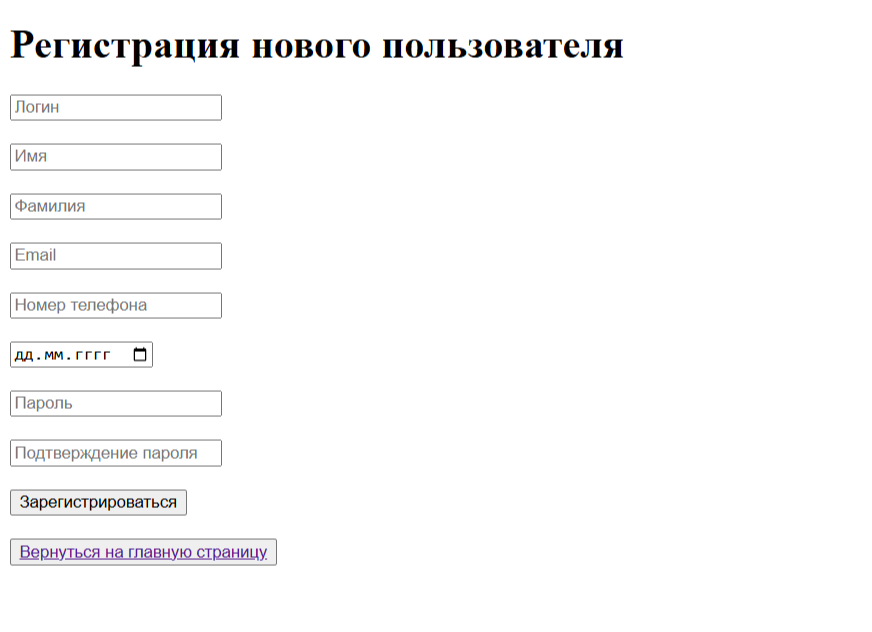 Регистрация нового пользователя
Логин
Имя
Фамилия
Email
Номер телефона
дд.мм.гггг
Пароль
Подтверждение пароля
Зарегистрироваться
Вернуться на главную страницу